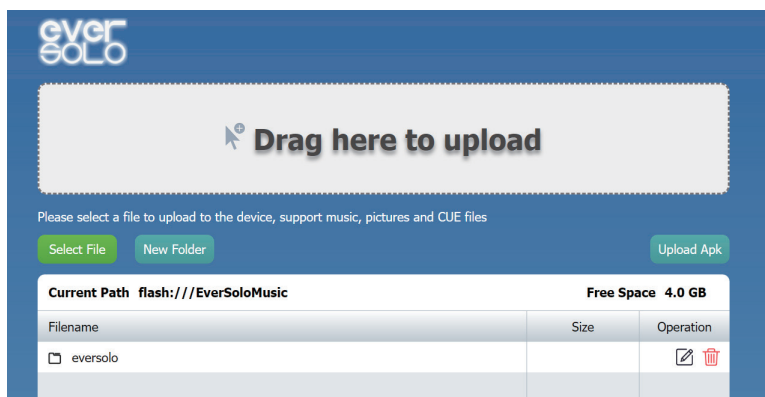 ever
SOLO
Drag here to upload
Please select a file to upload to the device, support music, pictures and CUE files
Select File New Folder Upload Apk
Current Path flash:///EverSoloMusic Free Space 4.0 GB
Filename Size Operation
eversolo